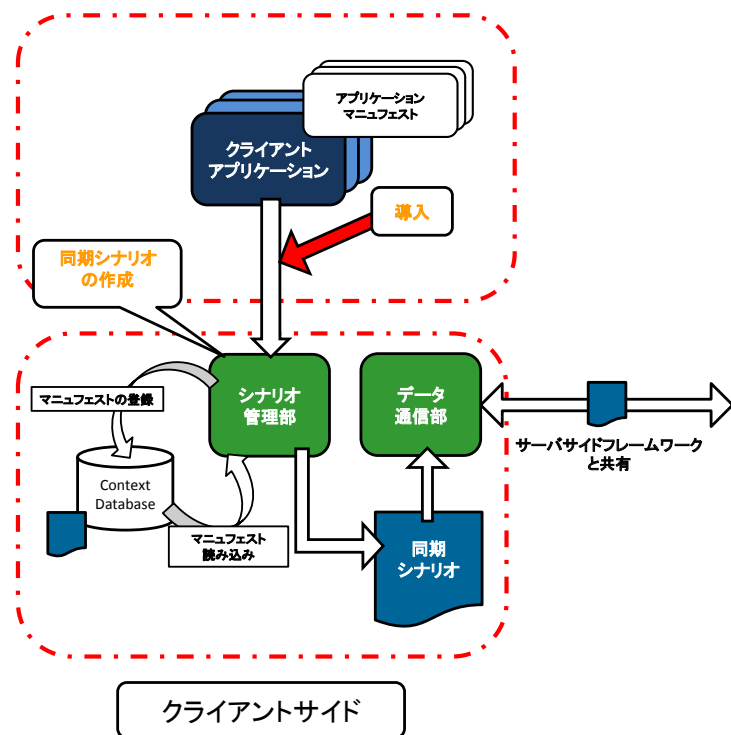 アプリケーション
マニュフェスト
クライアント
アプリケーション
導入
同期シナリオ
の作成
シナリオ
管理部
データ
通信部
マニュフェストの登録
サーバサイドフレームワーク
と共有
Context
Database
マニュフェスト
読み込み
同期
シナリオ
クライアントサイド